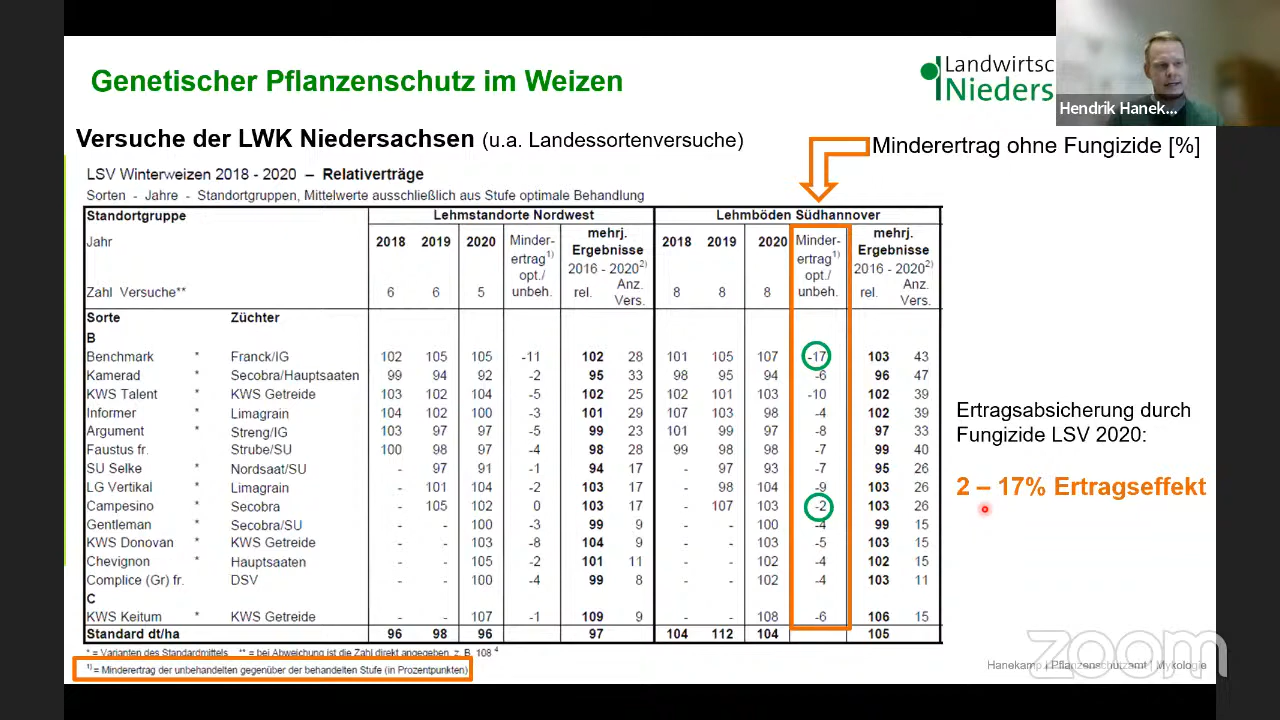 Genetischer Pflanzenschutz im Weizen
Landwirtsc
Nieders
Hendrik Hanek...
Versuche der LWK Niedersachsen (u.a. Landessortenversuche)
Minderertrag ohne Fungizide [%]
LSV Winterweizen 2018 - 2020 – Relativerträge
Sorten - Jahre - Standortgruppen, Mittelwerte ausschließlich aus Stufe optimale Behandlung
Standortgruppe Lehmstandorte Nordwest Lehmböden Südhannover
Jahr 2018 2019 2020 Minder-ertrag1) opt./unbeh. mehrj. Ergebnisse 2016 - 20202) 2018 2019 2020 Minder-ertrag1) opt./unbeh. mehrj. Ergebnisse 2016 - 20202)
Zahl Versuche** 6 6 5 rel. Anz. Vers. 8 8 8 rel. Anz. Vers.
Sorte Züchter
B
Benchmark * Franck/IG 102 105 105 -11 102 28 101 105 107 -17 103 43
Kamerad * Secobra/Hauptsaaten 99 94 92 -2 95 33 98 95 94 -6 96 47
KWS Talent * KWS Getreide 103 102 104 -5 102 25 102 101 103 -10 102 39
Informer * Limagrain 104 102 100 -3 101 29 107 103 98 -4 102 39
Argument * Streng/IG 103 97 97 -5 99 23 101 99 97 -8 97 33
Faustus fr. * Strube/SU 100 98 97 -4 98 28 99 98 98 -7 99 40
SU Selke * Nordsaat/SU - 97 91 -1 94 17 - 97 93 -7 95 26
LG Vertikal * Limagrain - 101 104 -2 103 17 - 98 104 -9 103 26
Campesino * Secobra - 105 102 0 103 17 - 107 103 -2 103 26
Gentleman * Secobra/SU - - 100 -3 99 9 - - 100 -4 99 15
KWS Donovan * KWS Getreide - - 103 -8 104 9 - - 103 -5 103 15
Chevignon * Hauptsaaten - - 105 -2 101 11 - - 102 -4 102 15
Complice (Gr) fr. DSV - - 100 -4 99 8 - - 102 -4 103 11
C
KWS Keitum * KWS Getreide - - 107 -1 109 9 - - 108 -6 106 15
Standard dt/ha 96 98 96 97 104 112 104 105
* = Varianten des Standardmittels ** = bei Abweichung ist die Zahl direkt angegeben, z. B. 108 4
1) = Minderertrag der unbehandelten gegenüber der behandelten Stufe (in Prozentpunkten)
Ertragsabsicherung durch
Fungizide LSV 2020:
2 – 17% Ertragseffekt
Hanekamp | Pflanzenschutzamt | Mykologie
zoom